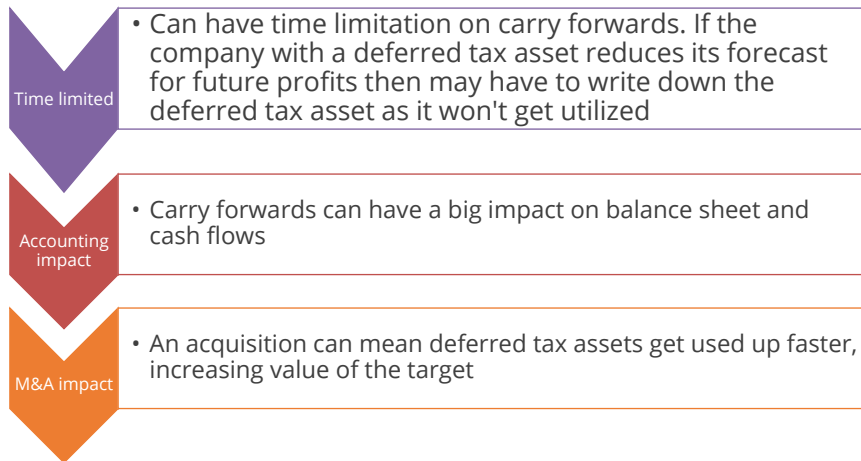 Time limited
• Can have time limitation on carry forwards. If the
company with a deferred tax asset reduces its forecast
for future profits then may have to write down the
deferred tax asset as it won't get utilized
Accounting
impact
• Carry forwards can have a big impact on balance sheet and
cash flows
M&A impact
• An acquisition can mean deferred tax assets get used up faster,
increasing value of the target